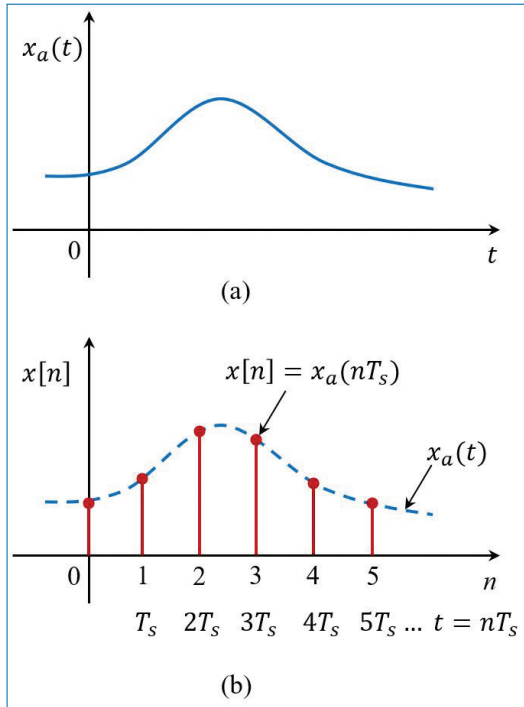 x_a(t)
0
t
(a)
x[n]
x[n] = x_a(nT_s)
x_a(t)
0 1 2 3 4 5 n
T_s 2T_s 3T_s 4T_s 5T_s ... t = nT_s
(b)